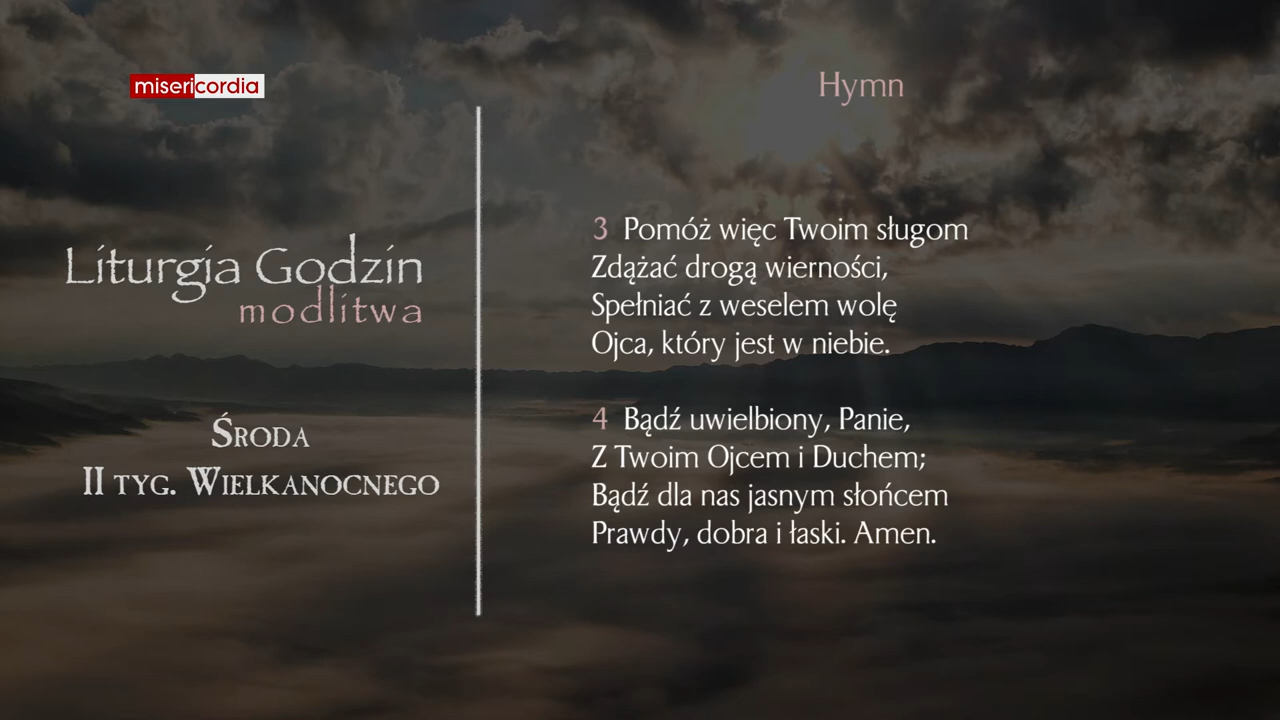 misericordia
Liturgia Godzin
modlitwa
Środa
II tyg. Wielkanocnego
Hymn
3 Pomóż więc Twoim sługom
Zdążać drogą wierności,
Spełniać z weselem wolę
Ojca, który jest w niebie.
4 Bądź uwielbiony, Panie,
Z Twoim Ojcem i Duchem;
Bądź dla nas jasnym słońcem
Prawdy, dobra i łaski. Amen.